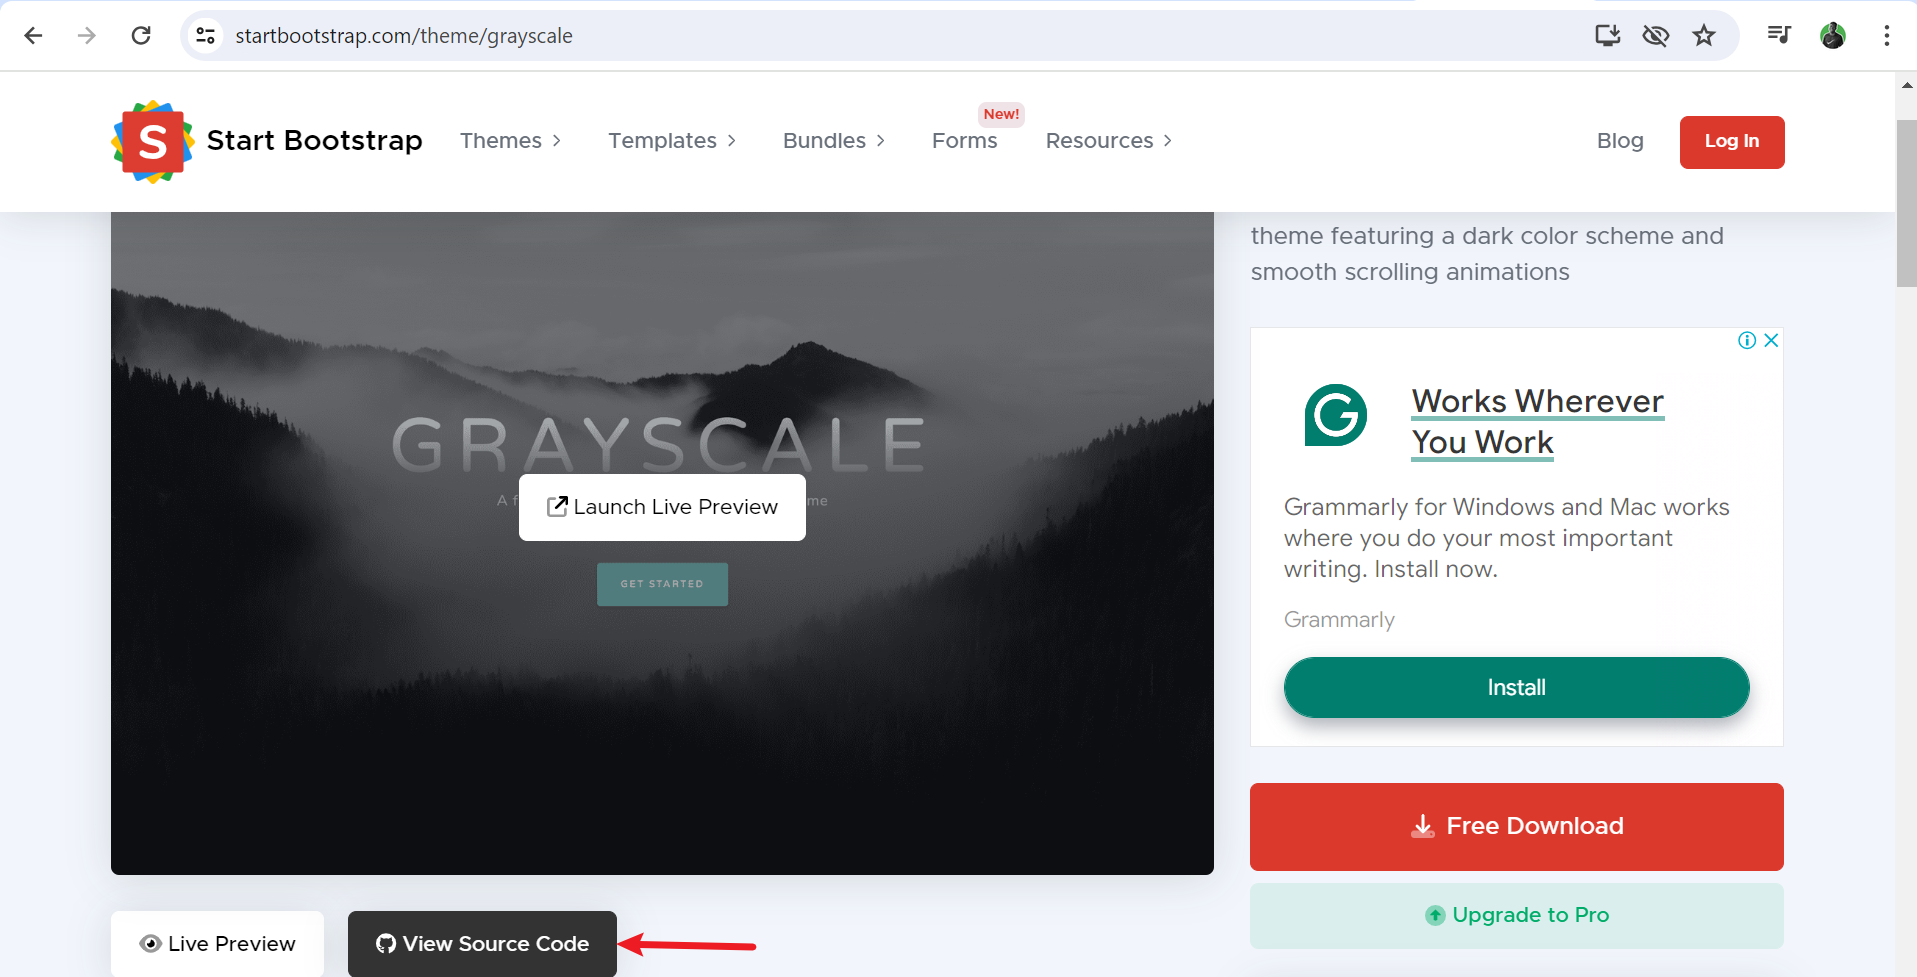 startbootstrap.com/theme/grayscale
S
Start Bootstrap
Themes
Templates
Bundles
Forms
New!
Resources
Blog
Log In
theme featuring a dark color scheme and
smooth scrolling animations
GRAYSCALE
A f
me
Launch Live Preview
GET STARTED
Works Wherever
You Work
Grammarly for Windows and Mac works
where you do your most important
writing. Install now.
Grammarly
Install
Free Download
Upgrade to Pro
Live Preview
View Source Code